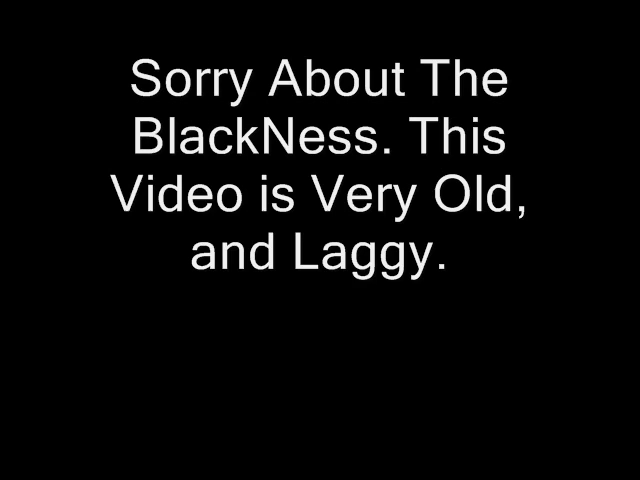 Sorry About The
BlackNess. This
Video is Very Old,
and Laggy.